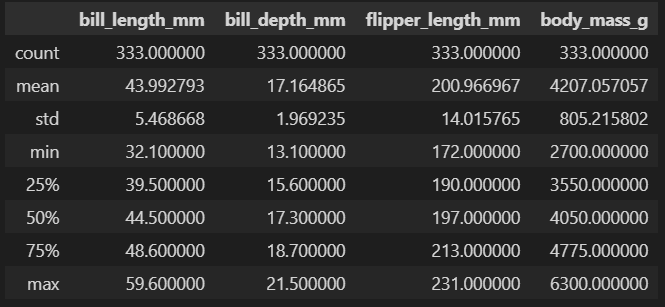 bill_length_mm bill_depth_mm flipper_length_mm body_mass_g
count 333.000000 333.000000 333.000000 333.000000
mean 43.992793 17.164865 200.966967 4207.057057
std 5.468668 1.969235 14.015765 805.215802
min 32.100000 13.100000 172.000000 2700.000000
25% 39.500000 15.600000 190.000000 3550.000000
50% 44.500000 17.300000 197.000000 4050.000000
75% 48.600000 18.700000 213.000000 4775.000000
max 59.600000 21.500000 231.000000 6300.000000